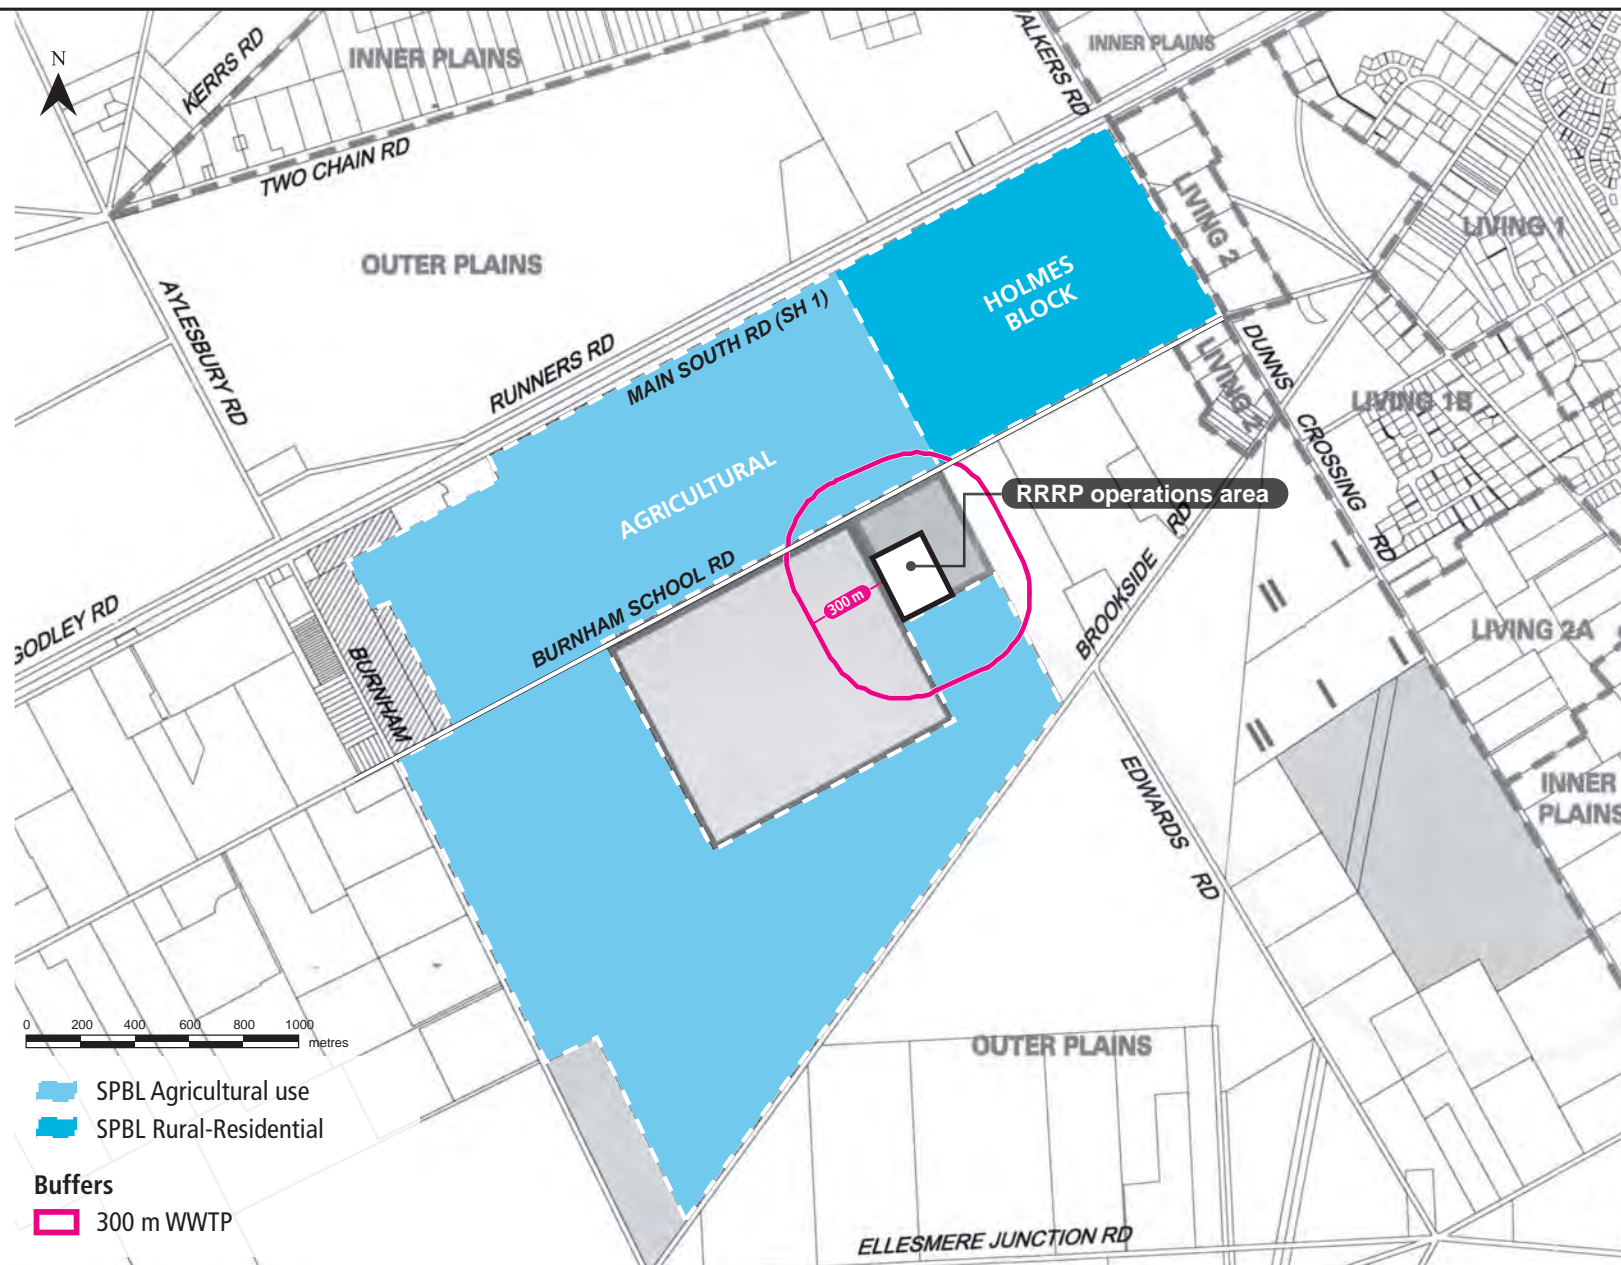 N
KERRS RD
INNER PLAINS
INNER PLAINS
TWO CHAIN RD
OUTER PLAINS
LIVING 2
LIVING 1
AYLESBURY RD
HOLMES
BLOCK
RUNNERS RD
MAIN SOUTH RD (SH 1)
DUNNS
CROSSING
RD
LIVING 2
LIVING 1B
AGRICULTURAL
RRRP operations area
BURNHAM SCHOOL RD
300 m
BROOKSIDE
RD
GODLEY RD
BURNHAM
LIVING 2A
EDWARDS
RD
INNER
PLAINS
0 200 400 600 800 1000
metres
OUTER PLAINS
SPBL Agricultural use
SPBL Rural-Residential
Buffers
300 m WWTP
ELLESMERE JUNCTION RD